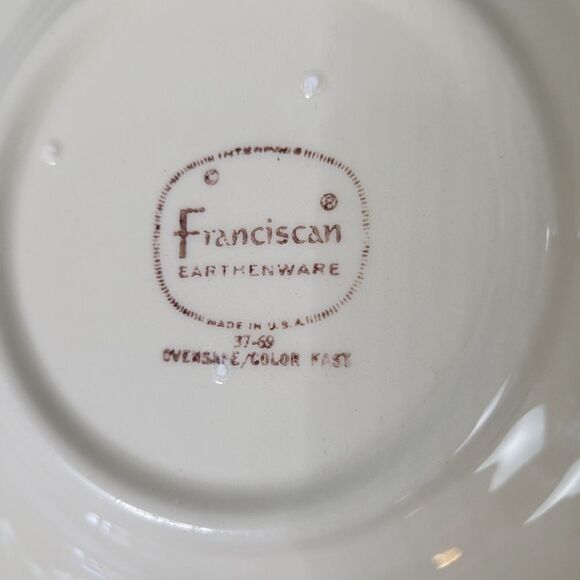 INTERPACE
©
®
Franciscan
EARTHENWARE
MADE IN U.S.A.
37-69
OVENSAFE/COLOR FAST